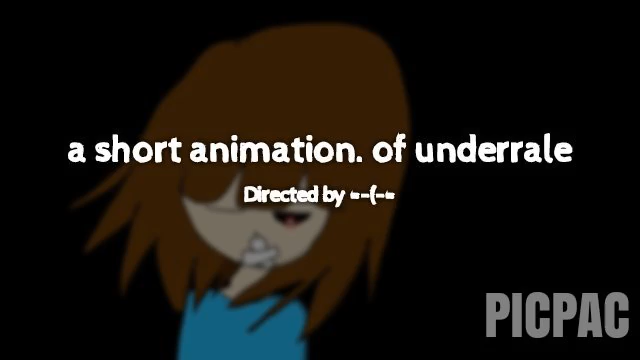 a short animation. of underrale
Directed by =-{-=
PICPAC